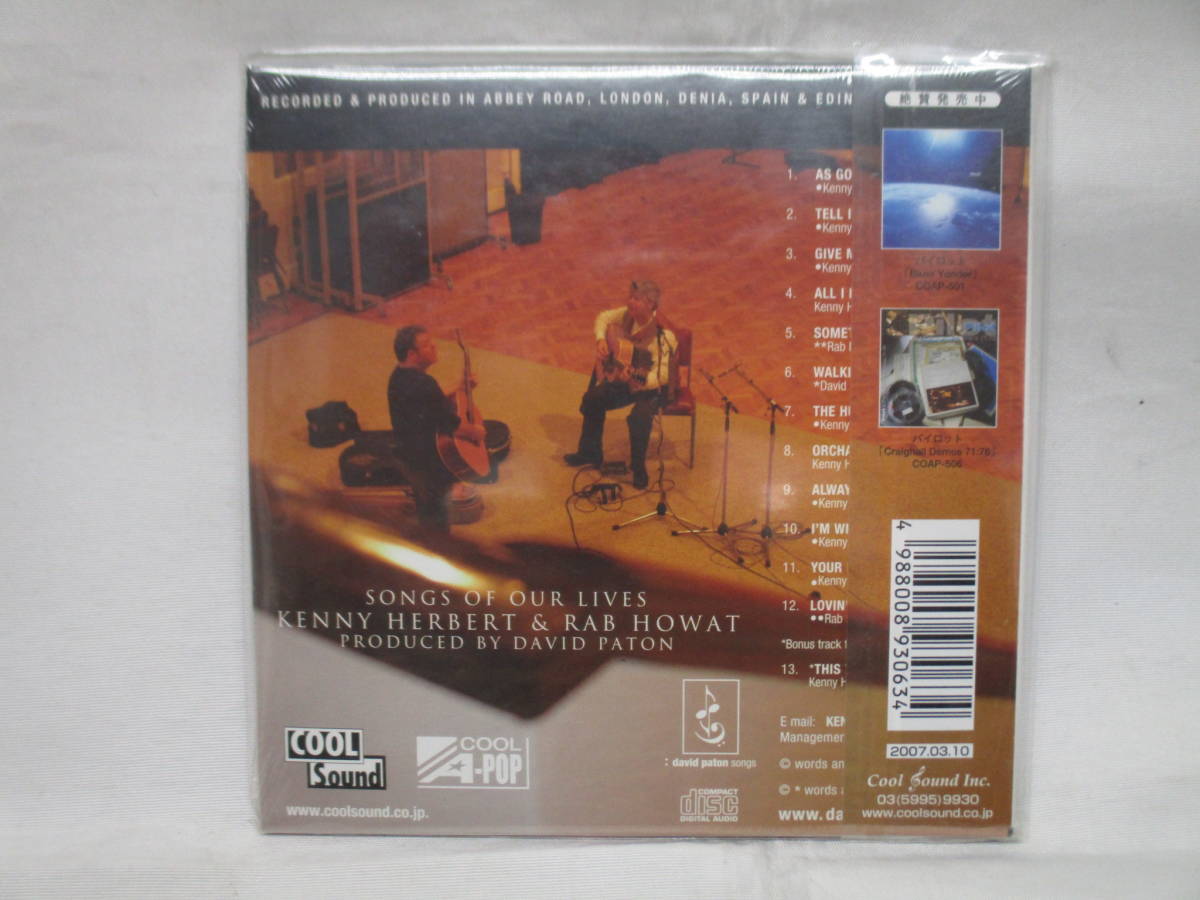 RECORDED & PRODUCED IN ABBEY ROAD, LONDON, DENIA, SPAIN & EDIN
1. AS GO
•Kenny
2. TELL I
•Kenny
3. GIVE M
•Kenny
4. ALL I
Kenny H
5. SOMET
**Rab
6. WALKI
*David
7. THE HU
•Kenny
8. ORCHA
Kenny H
9. ALWAY
•Kenny
10. I'M WI
•Kenny
11. YOUR
•Kenny
12. LOVIN'
••Rab
*Bonus track f
13. *THIS
Kenny H
E mail: KEN
Management
© words an
© * words a
www.da
SONGS OF OUR LIVES
KENNY HERBERT & RAB HOWAT
PRODUCED BY DAVID PATON
COOL
Sound
COOL
A-POP
www.coolsound.co.jp.
: david paton songs
COMPACT
disc
DIGITAL AUDIO
絶賛発売中
パイロット
「Blue Yonder」
COAP-501
パイロット
「Craighall Demos 71:76」
COAP-506
4 988008 930634
2007.03.10
Cool Sound Inc.
03(5995)9930
www.coolsound.co.jp